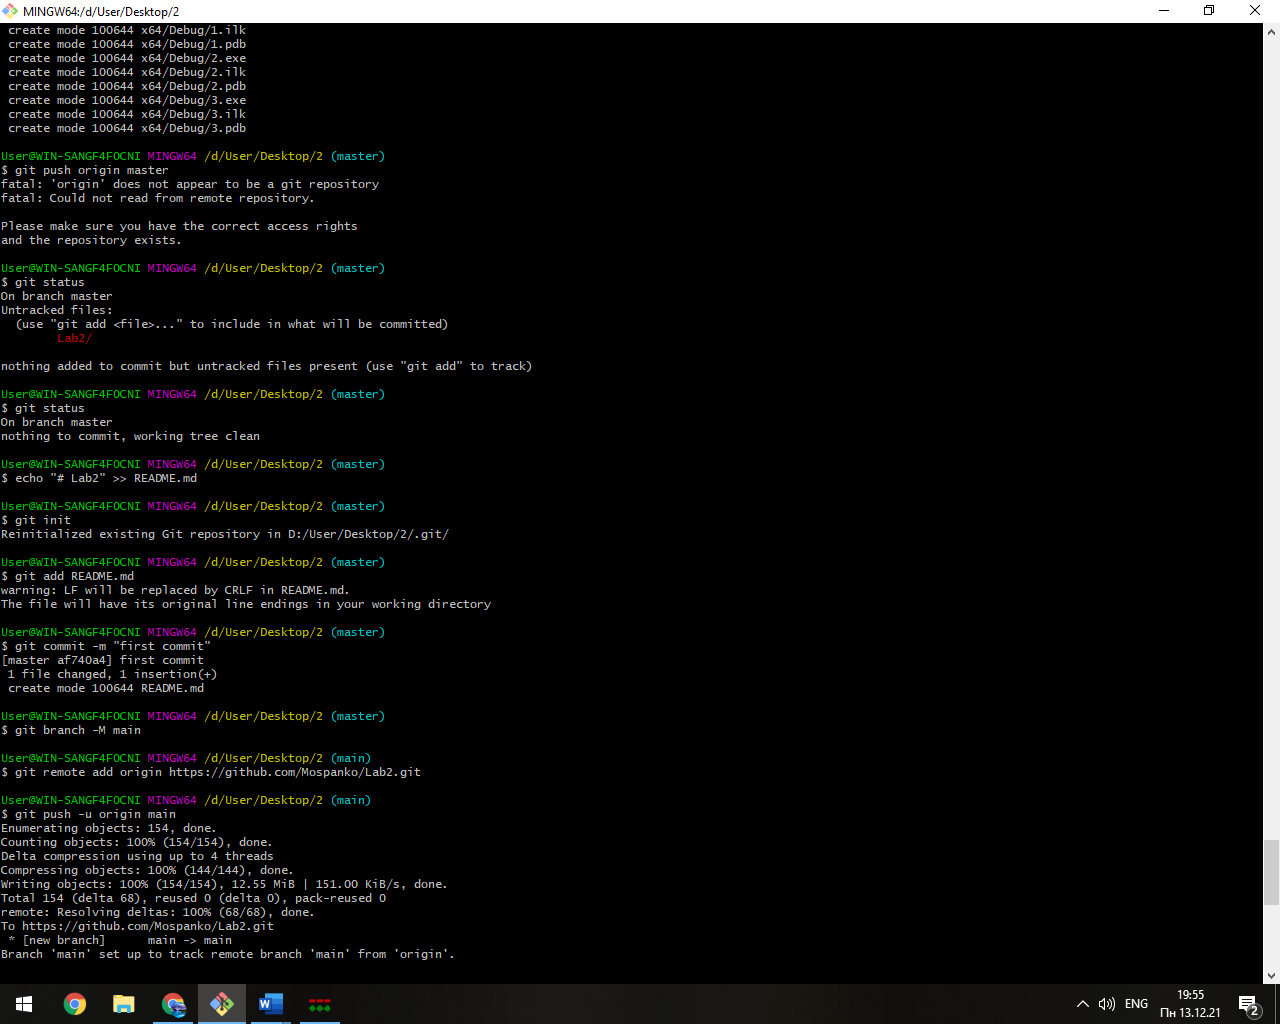 MINGW64:/d/User/Desktop/2
create mode 100644 x64/Debug/1.ilk
create mode 100644 x64/Debug/1.pdb
create mode 100644 x64/Debug/2.exe
create mode 100644 x64/Debug/2.ilk
create mode 100644 x64/Debug/2.pdb
create mode 100644 x64/Debug/3.exe
create mode 100644 x64/Debug/3.ilk
create mode 100644 x64/Debug/3.pdb
User@WIN-SANGF4FOCNI MINGW64 /d/User/Desktop/2 (master)
$ git push origin master
fatal: 'origin' does not appear to be a git repository
fatal: Could not read from remote repository.
Please make sure you have the correct access rights
and the repository exists.
User@WIN-SANGF4FOCNI MINGW64 /d/User/Desktop/2 (master)
$ git status
On branch master
Untracked files:
(use "git add <file>..." to include in what will be committed)
Lab2/
nothing added to commit but untracked files present (use "git add" to track)
User@WIN-SANGF4FOCNI MINGW64 /d/User/Desktop/2 (master)
$ git status
On branch master
nothing to commit, working tree clean
User@WIN-SANGF4FOCNI MINGW64 /d/User/Desktop/2 (master)
$ echo "# Lab2" >> README.md
User@WIN-SANGF4FOCNI MINGW64 /d/User/Desktop/2 (master)
$ git init
Reinitialized existing Git repository in D:/User/Desktop/2/.git/
User@WIN-SANGF4FOCNI MINGW64 /d/User/Desktop/2 (master)
$ git add README.md
warning: LF will be replaced by CRLF in README.md.
The file will have its original line endings in your working directory
User@WIN-SANGF4FOCNI MINGW64 /d/User/Desktop/2 (master)
$ git commit -m "first commit"
[master af740a4] first commit
1 file changed, 1 insertion(+)
create mode 100644 README.md
User@WIN-SANGF4FOCNI MINGW64 /d/User/Desktop/2 (master)
$ git branch -M main
User@WIN-SANGF4FOCNI MINGW64 /d/User/Desktop/2 (main)
$ git remote add origin https://github.com/Mospanko/Lab2.git
User@WIN-SANGF4FOCNI MINGW64 /d/User/Desktop/2 (main)
$ git push -u origin main
Enumerating objects: 154, done.
Counting objects: 100% (154/154), done.
Delta compression using up to 4 threads
Compressing objects: 100% (144/144), done.
Writing objects: 100% (154/154), 12.55 MiB | 151.00 KiB/s, done.
Total 154 (delta 68), reused 0 (delta 0), pack-reused 0
remote: Resolving deltas: 100% (68/68), done.
To https://github.com/Mospanko/Lab2.git
* [new branch]      main -> main
Branch 'main' set up to track remote branch 'main' from 'origin'.
ENG
19:55
Пн 13.12.21
2